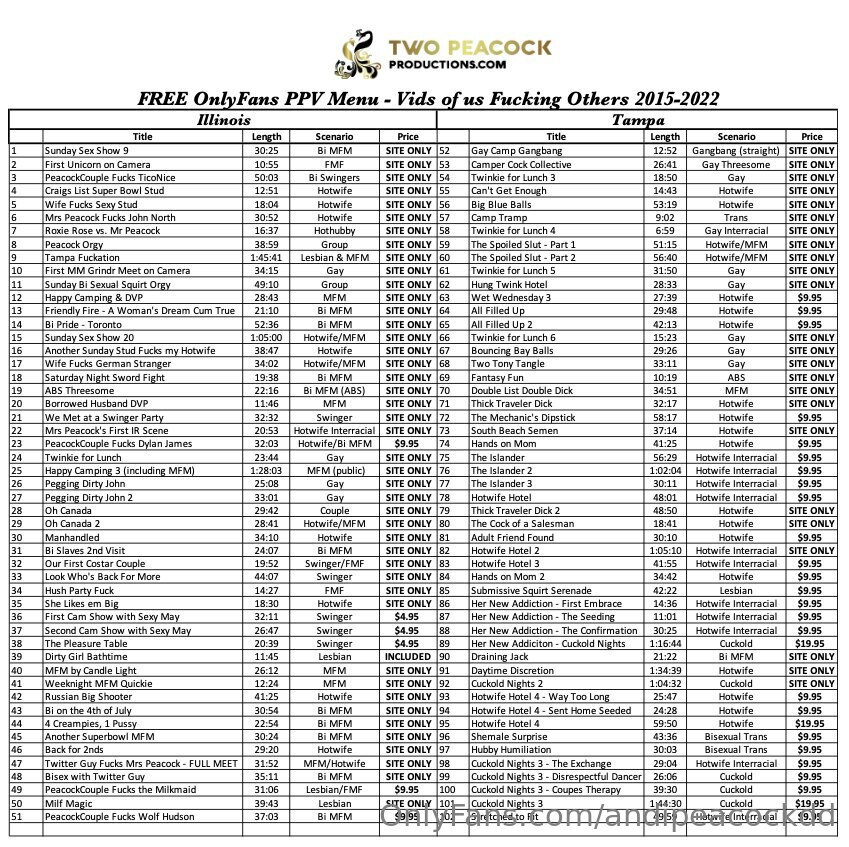 TWO PEACOCK
PRODUCTIONS.COM
FREE OnlyFans PPV Menu - Vids of us Fucking Others 2015-2022
Illinois Tampa
Title Length Scenario Price Title Length Scenario Price
1 Sunday Sex Show 9 30:25 Bi MFM SITE ONLY 52 Gay Camp Gangbang 12:52 Gangbang (straight) SITE ONLY
2 First Unicorn on Camera 10:55 FMF SITE ONLY 53 Camper Cock Collective 26:41 Gay Threesome SITE ONLY
3 PeacockCouple Fucks TicoNice 50:03 Bi Swingers SITE ONLY 54 Twinkie for Lunch 3 18:50 Gay SITE ONLY
4 Craigs List Super Bowl Stud 12:51 Hotwife SITE ONLY 55 Can't Get Enough 14:43 Hotwife SITE ONLY
5 Wife Fucks Sexy Stud 18:04 Hotwife SITE ONLY 56 Big Blue Balls 53:19 Hotwife SITE ONLY
6 Mrs Peacock Fucks John North 30:52 Hotwife SITE ONLY 57 Camp Tramp 9:02 Trans SITE ONLY
7 Roxie Rose vs. Mr Peacock 16:37 Hothubby SITE ONLY 58 Twinkie for Lunch 4 6:59 Gay Interracial SITE ONLY
8 Peacock Orgy 38:59 Group SITE ONLY 59 The Spoiled Slut - Part 1 51:15 Hotwife/MFM SITE ONLY
9 Tampa Fuckation 1:45:41 Lesbian & MFM SITE ONLY 60 The Spoiled Slut - Part 2 56:40 Hotwife/MFM SITE ONLY
10 First MM Grindr Meet on Camera 34:15 Gay SITE ONLY 61 Twinkie for Lunch 5 31:50 Gay SITE ONLY
11 Sunday Bi Sexual Squirt Orgy 49:10 Group SITE ONLY 62 Hung Twink Hotel 28:33 Gay SITE ONLY
12 Happy Camping & DVP 28:43 MFM SITE ONLY 63 Wet Wednesday 3 27:39 Hotwife $9.95
13 Friendly Fire - A Woman's Dream Cum True 21:10 Bi MFM SITE ONLY 64 All Filled Up 29:48 Hotwife $9.95
14 Bi Pride - Toronto 52:36 Bi MFM SITE ONLY 65 All Filled Up 2 42:13 Hotwife $9.95
15 Sunday Sex Show 20 1:05:00 Hotwife/MFM SITE ONLY 66 Twinkie for Lunch 6 15:23 Gay SITE ONLY
16 Another Sunday Stud Fucks my Hotwife 38:47 Hotwife SITE ONLY 67 Bouncing Bay Balls 29:26 Gay SITE ONLY
17 Wife Fucks German Stranger 34:02 Hotwife/MFM SITE ONLY 68 Two Tony Tangle 33:11 Gay SITE ONLY
18 Saturday Night Sword Fight 19:38 Bi MFM SITE ONLY 69 Fantasy Fun 10:19 ABS SITE ONLY
19 ABS Threesome 22:16 Bi MFM (ABS) SITE ONLY 70 Double List Double Dick 34:51 MFM SITE ONLY
20 Borrowed Husband DVP 11:46 MFM SITE ONLY 71 Thick Traveler Dick 32:17 Hotwife SITE ONLY
21 We Met at a Swinger Party 32:32 Swinger SITE ONLY 72 The Mechanic's Dipstick 58:17 Hotwife $9.95
22 Mrs Peacock's First IR Scene 20:53 Hotwife Interracial SITE ONLY 73 South Beach Semen 37:14 Hotwife SITE ONLY
23 PeacockCouple Fucks Dylan James 32:03 Hotwife/Bi MFM $9.95 74 Hands on Mom 41:25 Hotwife $9.95
24 Twinkie for Lunch 23:44 Gay SITE ONLY 75 The Islander 56:29 Hotwife Interracial $9.95
25 Happy Camping 3 (including MFM) 1:28:03 MFM (public) SITE ONLY 76 The Islander 2 1:02:04 Hotwife Interracial $9.95
26 Pegging Dirty John 25:08 Gay SITE ONLY 77 The Islander 3 30:11 Hotwife Interracial $9.95
27 Pegging Dirty John 2 33:01 Gay SITE ONLY 78 Hotwife Hotel 48:01 Hotwife Interracial $9.95
28 Oh Canada 29:42 Couple SITE ONLY 79 Thick Traveler Dick 2 48:50 Hotwife SITE ONLY
29 Oh Canada 2 28:41 Hotwife/MFM SITE ONLY 80 The Cock of a Salesman 18:41 Hotwife SITE ONLY
30 Manhandled 34:10 Hotwife SITE ONLY 81 Adult Friend Found 30:10 Hotwife $9.95
31 Bi Slaves 2nd Visit 24:07 Bi MFM SITE ONLY 82 Hotwife Hotel 2 1:05:10 Hotwife Interracial SITE ONLY
32 Our First Costar Couple 19:52 Swinger/FMF SITE ONLY 83 Hotwife Hotel 3 41:55 Hotwife Interracial $9.95
33 Look Who's Back For More 44:07 Swinger SITE ONLY 84 Hands on Mom 2 34:42 Hotwife $9.95
34 Hush Party Fuck 14:27 FMF SITE ONLY 85 Submissive Squirt Serenade 42:22 Lesbian $9.95
35 She Likes em Big 18:30 Hotwife SITE ONLY 86 Her New Addiction - First Embrace 14:36 Hotwife Interracial $9.95
36 First Cam Show with Sexy May 32:11 Swinger $4.95 87 Her New Addiction - The Seeding 11:01 Hotwife Interracial $9.95
37 Second Cam Show with Sexy May 26:47 Swinger $4.95 88 Her New Addiction - The Confirmation 30:25 Hotwife Interracial $9.95
38 The Pleasure Table 20:39 Swinger $4.95 89 Her New Addiciton - Cuckold Nights 1:16:44 Cuckold $19.95
39 Dirty Girl Bathtime 11:45 Lesbian INCLUDED 90 Draining Jack 21:22 Bi MFM SITE ONLY
40 MFM by Candle Light 26:12 MFM SITE ONLY 91 Daytime Discretion 1:34:39 Hotwife SITE ONLY
41 Weeknight MFM Quickie 12:24 MFM SITE ONLY 92 Cuckold Nights 2 1:04:32 Cuckold SITE ONLY
42 Russian Big Shooter 41:25 Hotwife SITE ONLY 93 Hotwife Hotel 4 - Way Too Long 25:47 Hotwife $9.95
43 Bi on the 4th of July 30:54 Bi MFM SITE ONLY 94 Hotwife Hotel 4 - Sent Home Seeded 24:28 Hotwife $9.95
44 4 Creampies, 1 Pussy 22:54 Bi MFM SITE ONLY 95 Hotwife Hotel 4 59:50 Hotwife $19.95
45 Another Superbowl MFM 30:24 Bi MFM SITE ONLY 96 Shemale Surprise 43:36 Bisexual Trans $9.95
46 Back for 2nds 29:20 Hotwife SITE ONLY 97 Hubby Humiliation 30:03 Bisexual Trans $9.95
47 Twitter Guy Fucks Mrs Peacock - FULL MEET 31:52 MFM/Hotwife SITE ONLY 98 Cuckold Nights 3 - The Exchange 29:04 Hotwife Interracial $9.95
48 Bisex with Twitter Guy 35:11 Bi MFM SITE ONLY 99 Cuckold Nights 3 - Disrespectful Dancer 26:06 Cuckold $9.95
49 PeacockCouple Fucks the Milkmaid 31:06 Lesbian/FMF $9.95 100 Cuckold Nights 3 - Coupes Therapy 39:30 Cuckold $9.95
50 Milf Magic 39:43 Lesbian SITE ONLY 101 Cuckold Nights 3 1:44:30 Cuckold $19.95
51 PeacockCouple Fucks Wolf Hudson 37:03 Bi MFM $9.95 102 Stretched to Fit 49:59 Hotwife Interracial $9.95
OnlyFans.com/andipeacockdd